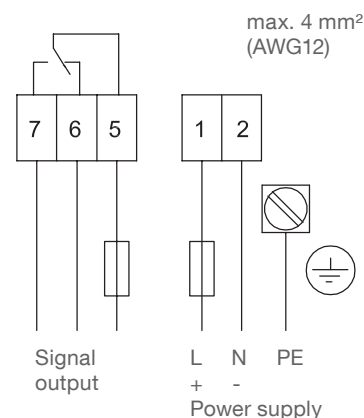 max. 4 mm²
(AWG12)
7 6 5 1 2
Signal
output
L N PE
+ -
Power supply